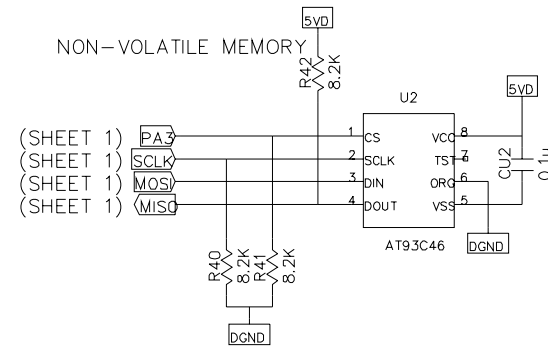 5VD
NON-VOLATILE MEMORY
R42
8.2K
U2
5VD
(SHEET 1) PA3 1 CS VCC 8
(SHEET 1) SCLK 2 SCLK TST 7
(SHEET 1) MOSI 3 DIN ORG 6
(SHEET 1) MISO 4 DOUT VSS 5
CU2
0.1u
AT93C46
DGND
R40
8.2K
R41
8.2K
DGND